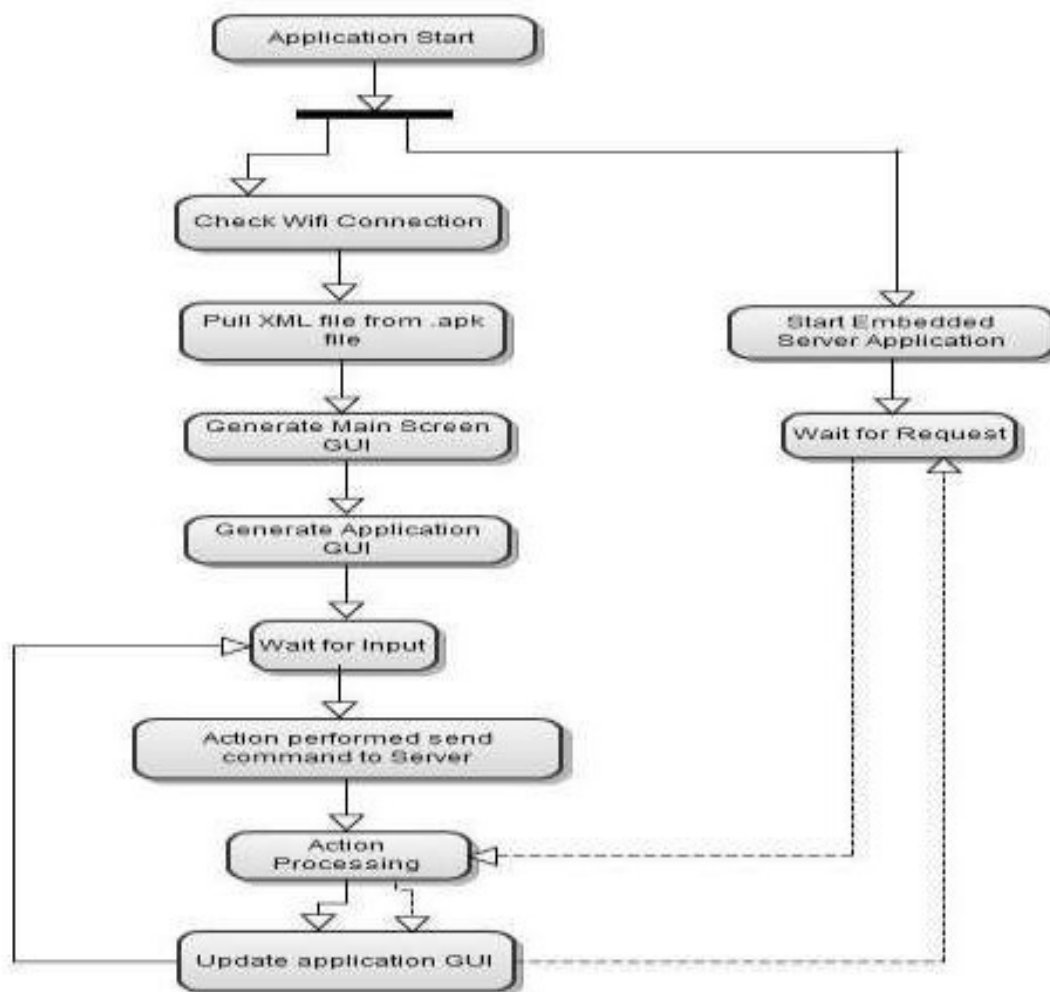 Application Start
Check Wifi Connection
Pull XML file from .apk
file
Start Embedded
Server Application
Generate Main Screen
GUI
Wait for Request
Generate Application
GUI
Wait for Input
Action performed send
command to Server
Action
Processing
Update application GUI